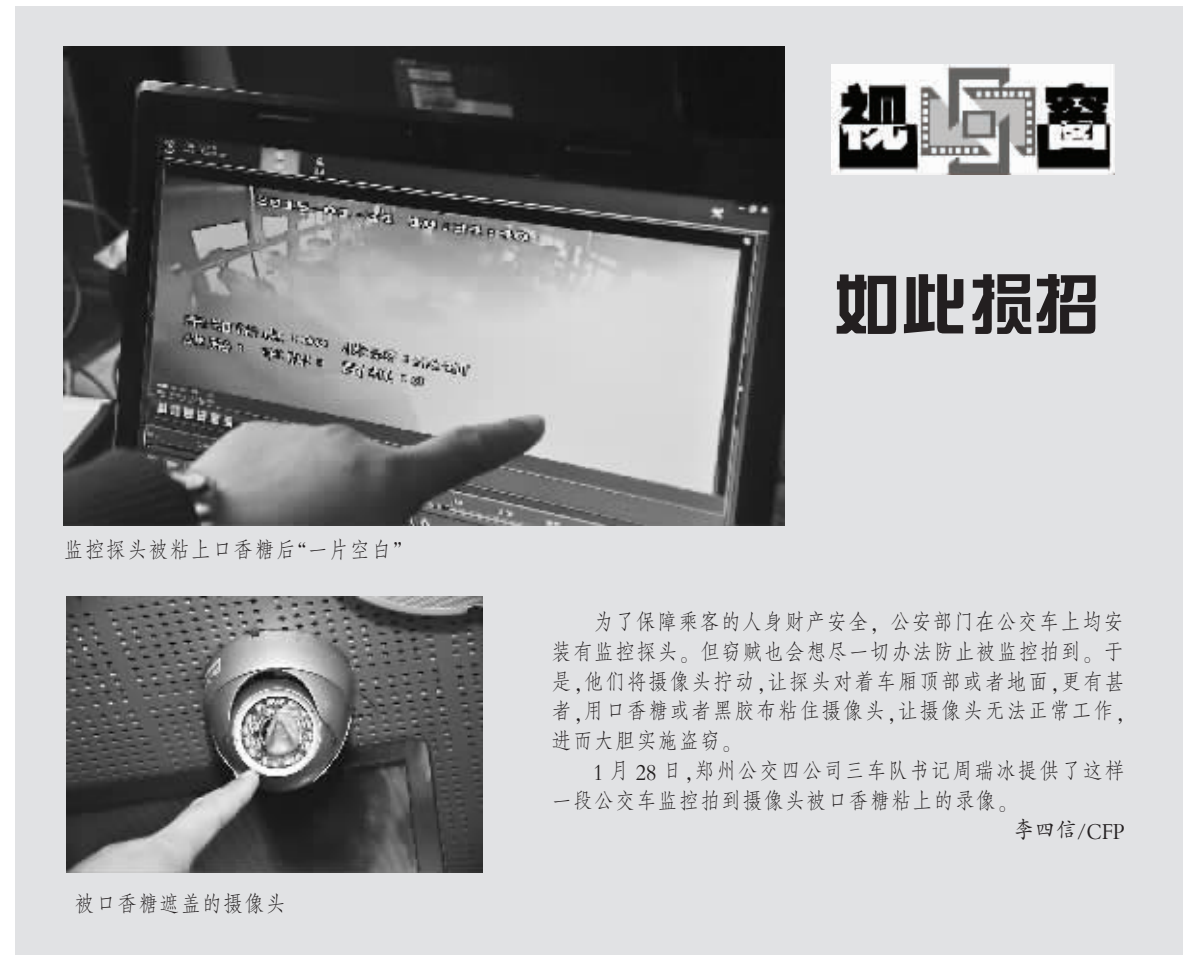 视窗
如此损招
监控探头被粘上口香糖后“一片空白”
为了保障乘客的人身财产安全，公安部门在公交车上均安
装有监控探头。但窃贼也会想尽一切办法防止被监控拍到。于
是,他们将摄像头拧动,让探头对着车厢顶部或者地面,更有甚
者,用口香糖或者黑胶布粘住摄像头,让摄像头无法正常工作,
进而大胆实施盗窃。
1月28日,郑州公交四公司三车队书记周瑞冰提供了这样
一段公交车监控拍到摄像头被口香糖粘上的录像。
李四信/CFP
被口香糖遮盖的摄像头